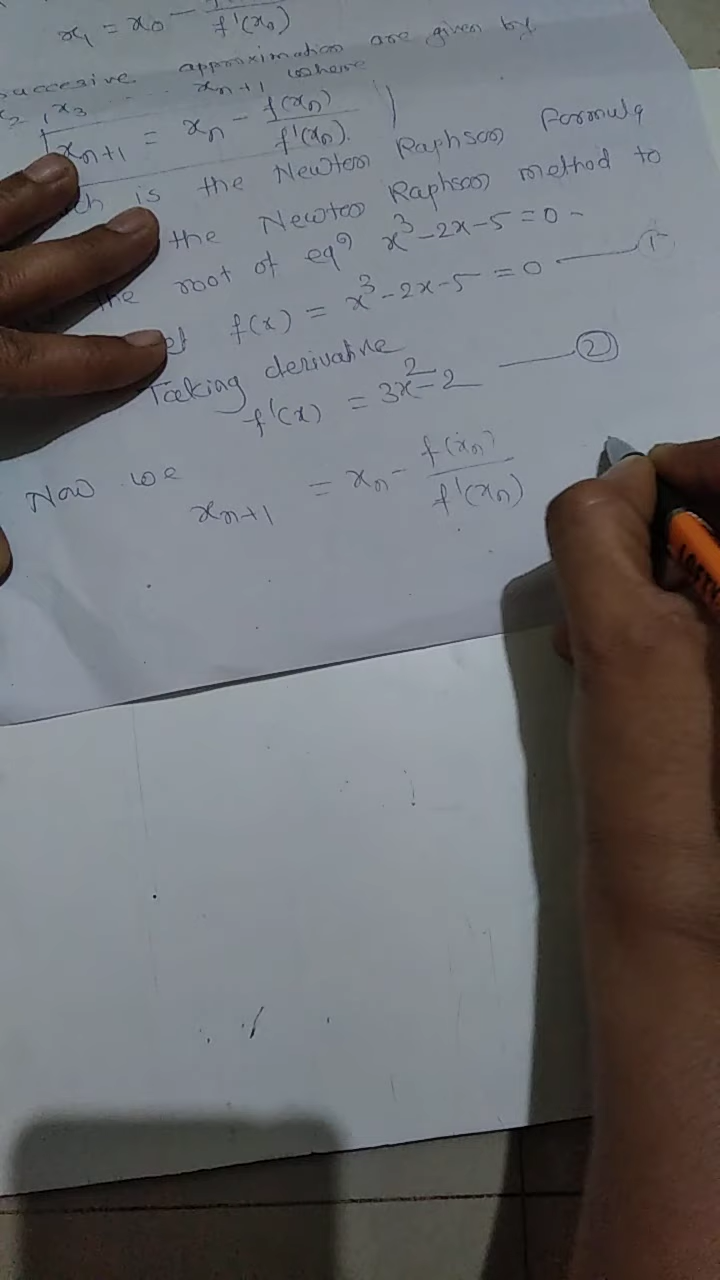 x₁ = x₀ - f(x₀)/f'(x₀)
successive approximation are given by
x₂, x₃ ... xₙ₊₁ where
xₙ₊₁ = xₙ - f(xₙ)/f'(xₙ).
is the Newton Raphson Formula
the Newton Raphson method to
the root of eqⁿ x³-2x-5=0-
f(x) = x³-2x-5 = 0 — ①
Taking derivative
f'(x) = 3x²-2 — ②
Now we
xₙ₊₁ = xₙ - f(xₙ)/f'(xₙ)